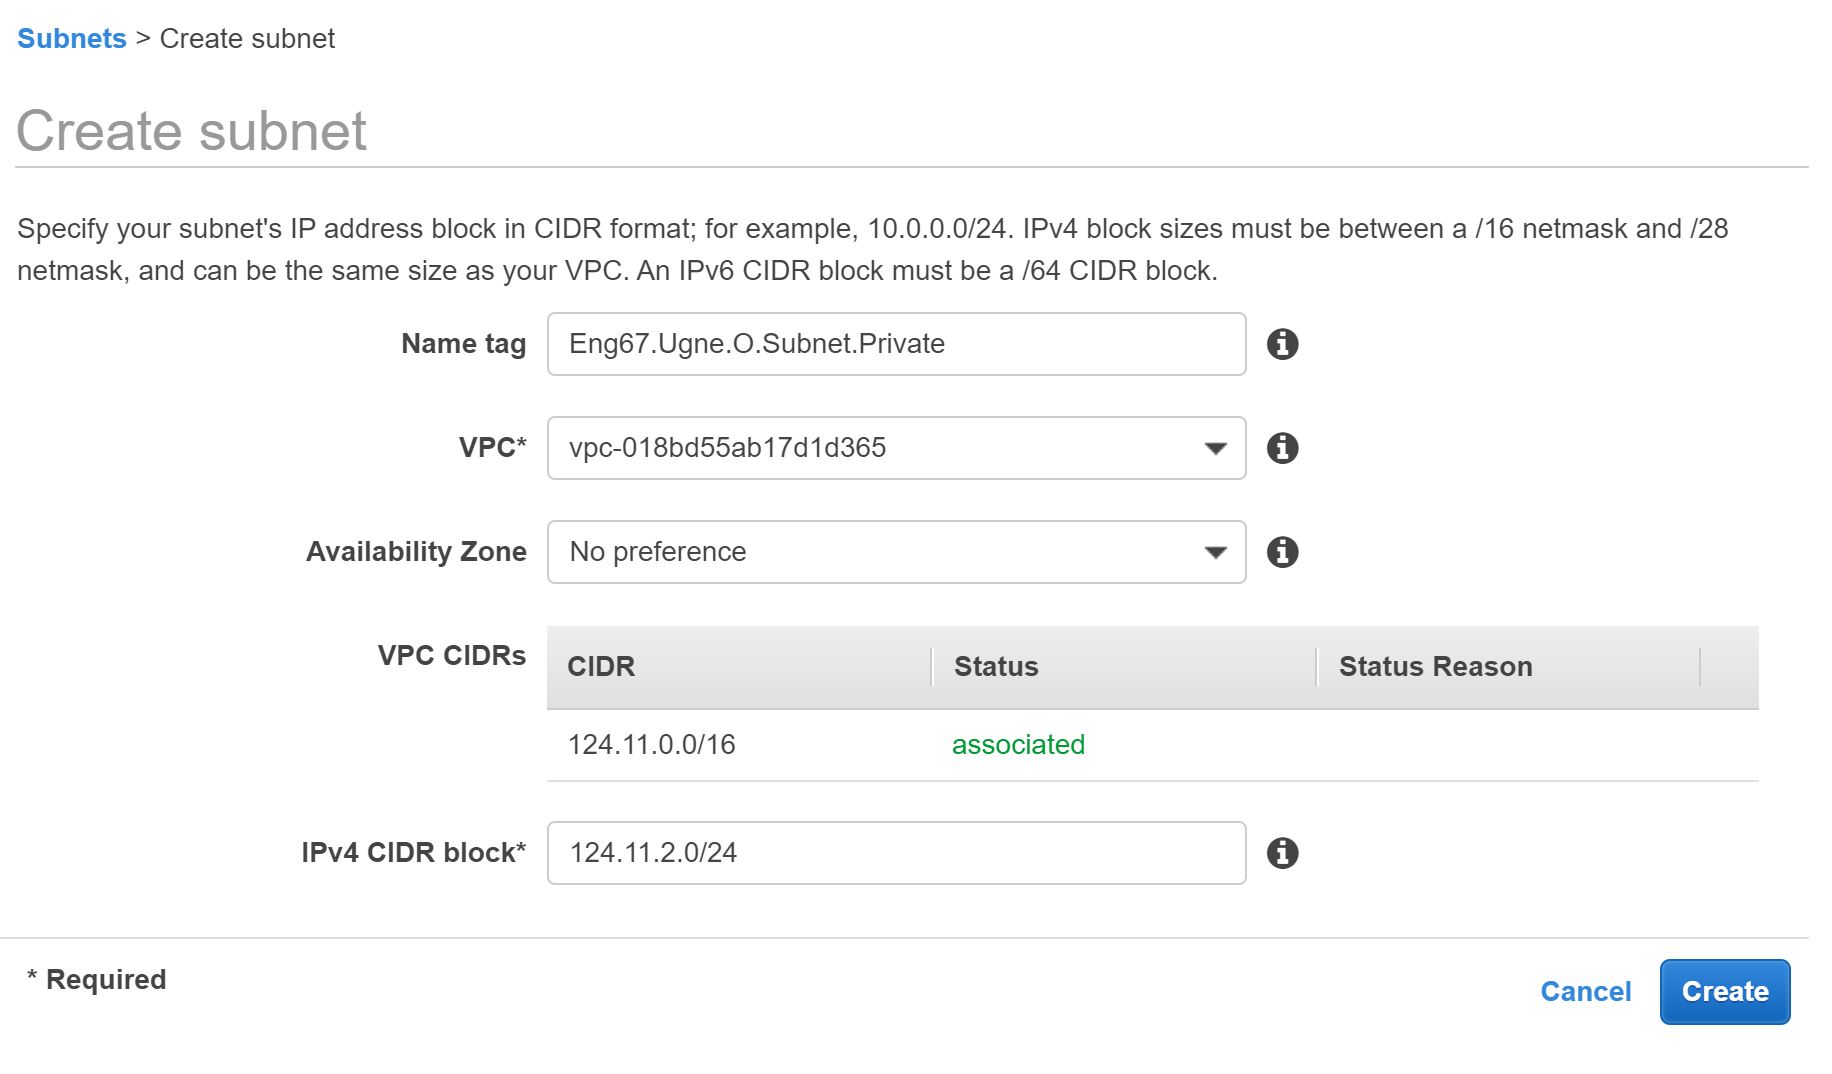 Subnets > Create subnet
Create subnet
Specify your subnet's IP address block in CIDR format; for example, 10.0.0.0/24. IPv4 block sizes must be between a /16 netmask and /28
netmask, and can be the same size as your VPC. An IPv6 CIDR block must be a /64 CIDR block.
Name tag Eng67.Ugne.O.Subnet.Private
VPC* vpc-018bd55ab17d1d365
Availability Zone No preference
VPC CIDRs CIDR Status Status Reason
124.11.0.0/16 associated
IPv4 CIDR block* 124.11.2.0/24
* Required
Cancel Create